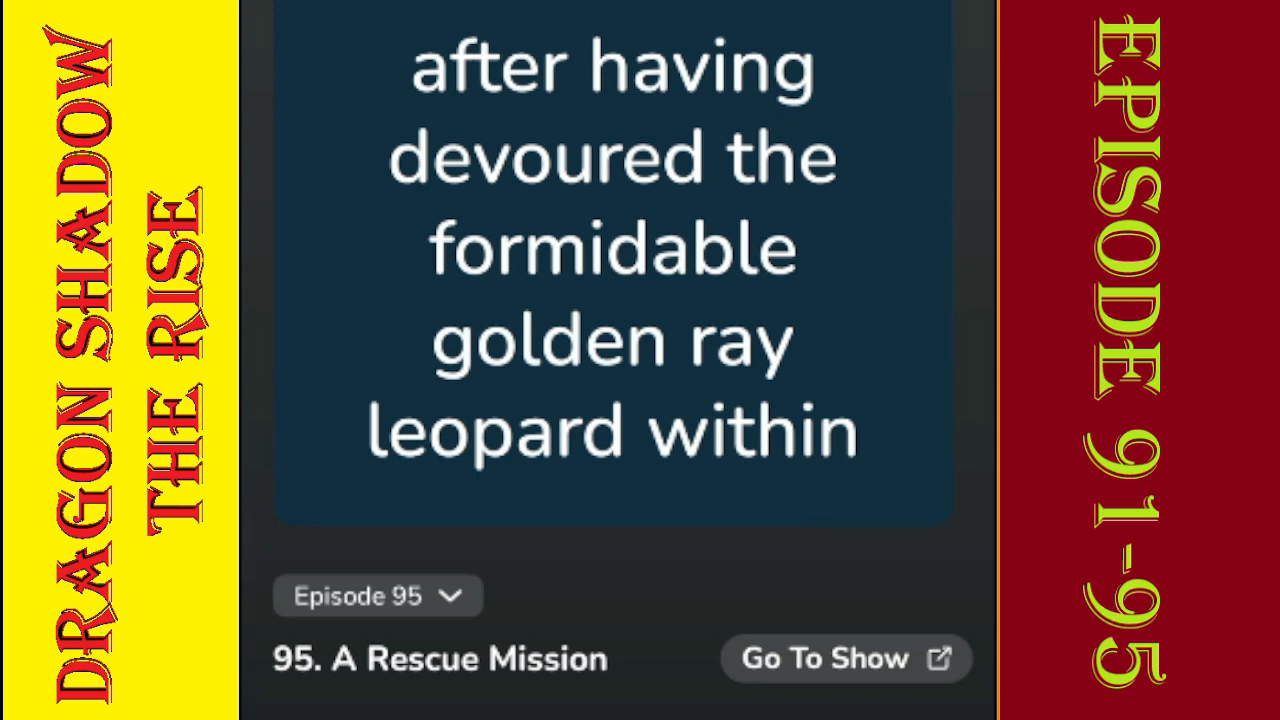 DRAGON SHADOW
THE RISE
after having
devoured the
formidable
golden ray
leopard within
Episode 95
95. A Rescue Mission
Go To Show
EPISODE 91-95